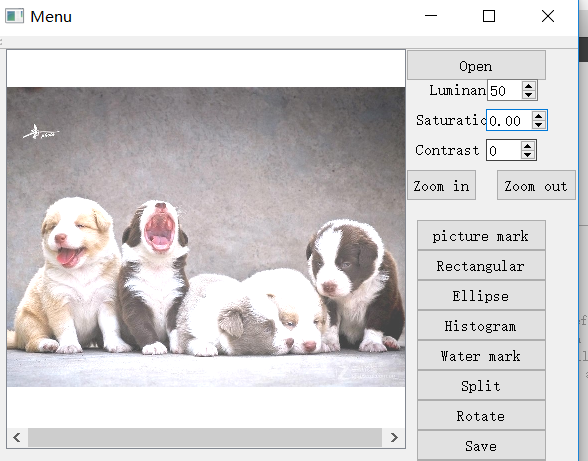 Menu
Open
Luminan
50
Saturatic
0.00
Contrast
0
Zoom in
Zoom out
picture mark
Rectangular
Ellipse
Histogram
Water mark
Split
Rotate
Save